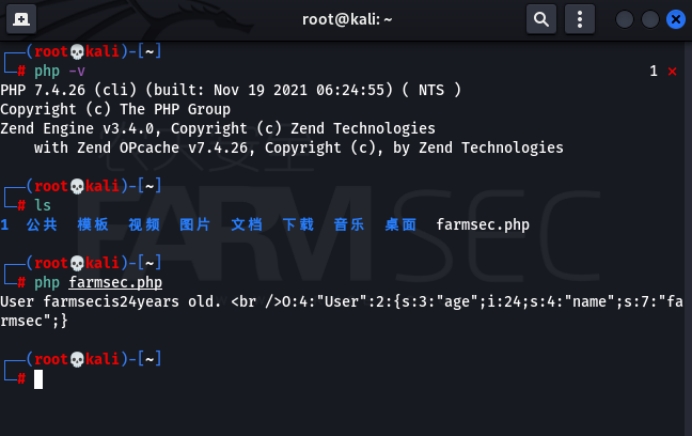 root@kali: ~
┌──(root💀kali)-[~]
└─# php -v 1 ⨯
PHP 7.4.26 (cli) (built: Nov 19 2021 06:24:55) ( NTS )
Copyright (c) The PHP Group
Zend Engine v3.4.0, Copyright (c) Zend Technologies
    with Zend OPcache v7.4.26, Copyright (c), by Zend Technologies
┌──(root💀kali)-[~]
└─# ls
1 公共 模板 视频 图片 文档 下载 音乐 桌面 farmsec.php
FARMSEC
┌──(root💀kali)-[~]
└─# php farmsec.php
User farmsecis24years old. <br />O:4:"User":2:{s:3:"age";i:24;s:4:"name";s:7:"fa
rmsec";}
┌──(root💀kali)-[~]
└─#